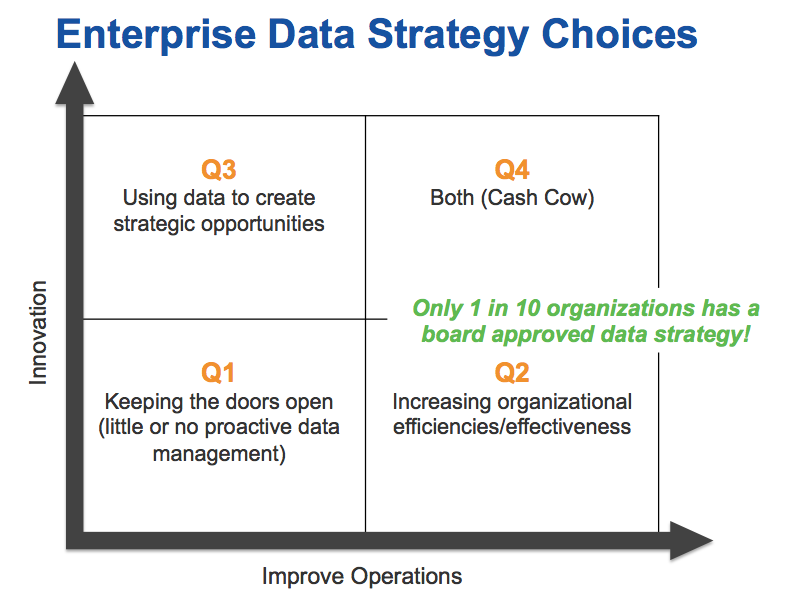 Enterprise Data Strategy Choices
Q3
Using data to create
strategic opportunities
Q4
Both (Cash Cow)
Only 1 in 10 organizations has a
board approved data strategy!
Innovation
Q1
Keeping the doors open
(little or no proactive data
management)
Q2
Increasing organizational
efficiencies/effectiveness
Improve Operations